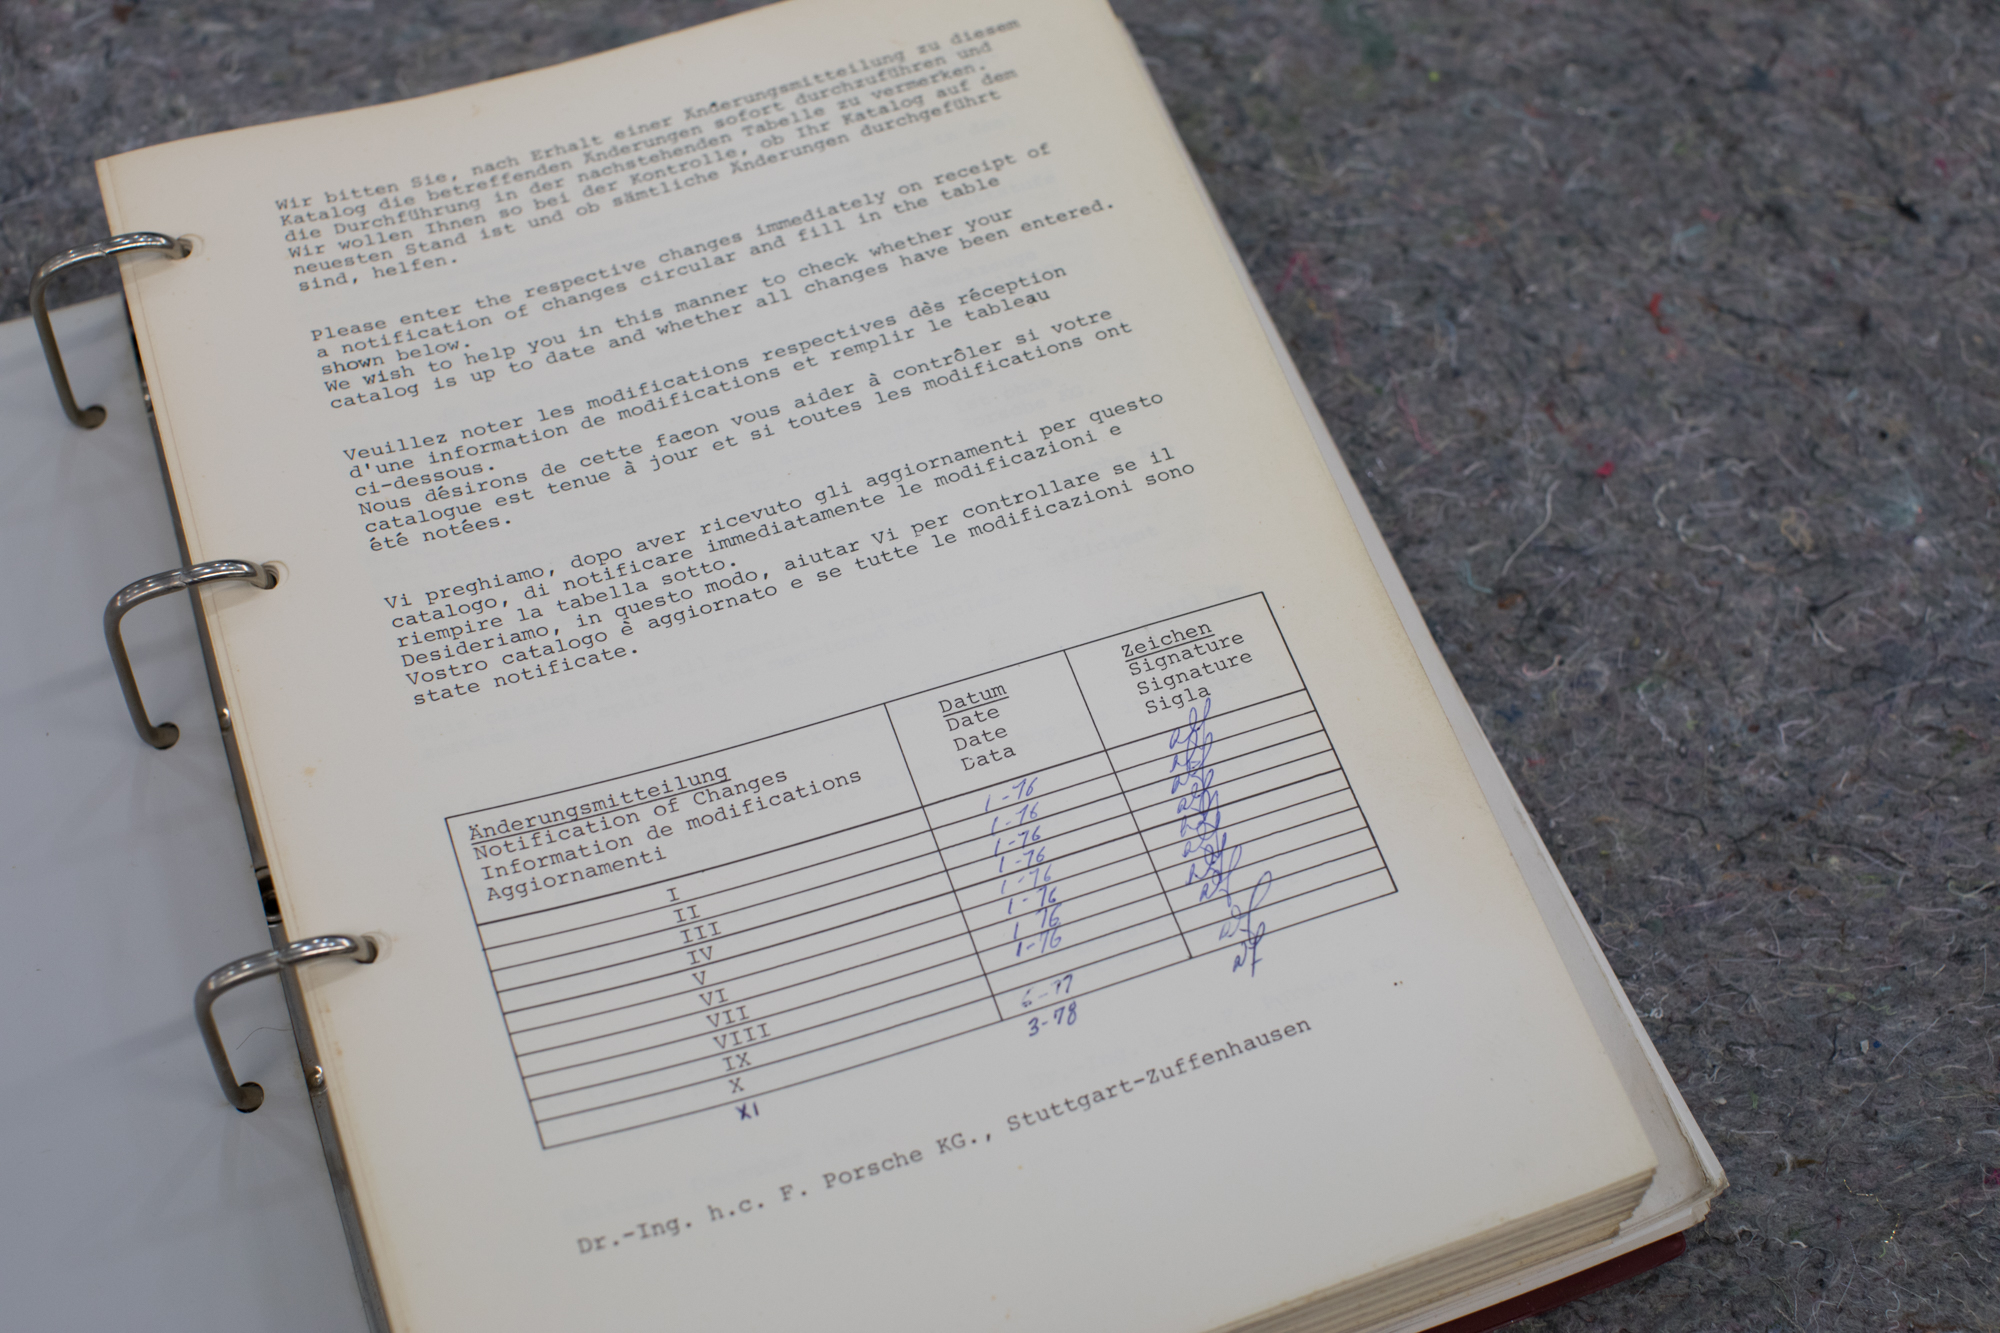 Wir bitten Sie, nach Erhalt einer Änderungsmitteilung zu diesem
Katalog die betreffenden Änderungen sofort durchzuführen und
die Durchführung in der nachstehenden Tabelle zu vermerken.
Wir wollen Ihnen so bei der Kontrolle, ob Ihr Katalog auf dem
neuesten Stand ist und ob sämtliche Änderungen durchgeführt
sind, helfen.
Please enter the respective changes immediately on receipt of
a notification of changes circular and fill in the table
shown below.
We wish to help you in this manner to check whether your
catalog is up to date and whether all changes have been entered.
Veuillez noter les modifications respectives dès réception
d'une information de modifications et remplir le tableau
ci-dessous.
Nous désirons de cette facon vous aider à contrôler si votre
catalogue est tenue à jour et si toutes les modifications ont
été notées.
Vi preghiamo, dopo aver ricevuto gli aggiornamenti per questo
catalogo, di notificare immediatamente le modificazioni e
riempire la tabella sotto.
Desideriamo, in questo modo, aiutar Vi per controllare se il
Vostro catalogo è aggiornato e se tutte le modificazioni sono
state notificate.
Änderungsmitteilung
Notification of Changes
Information de modifications
Aggiornamenti
Datum
Date
Date
Data
Zeichen
Signature
Signature
Sigla
I 1-76
II 1-76
III 1-76
IV 1-76
V 1-76
VI 1-76
VII 1-76
VIII 1-76
IX
X 6-77
XI 3-78
Dr.-Ing. h.c. F. Porsche KG., Stuttgart-Zuffenhausen